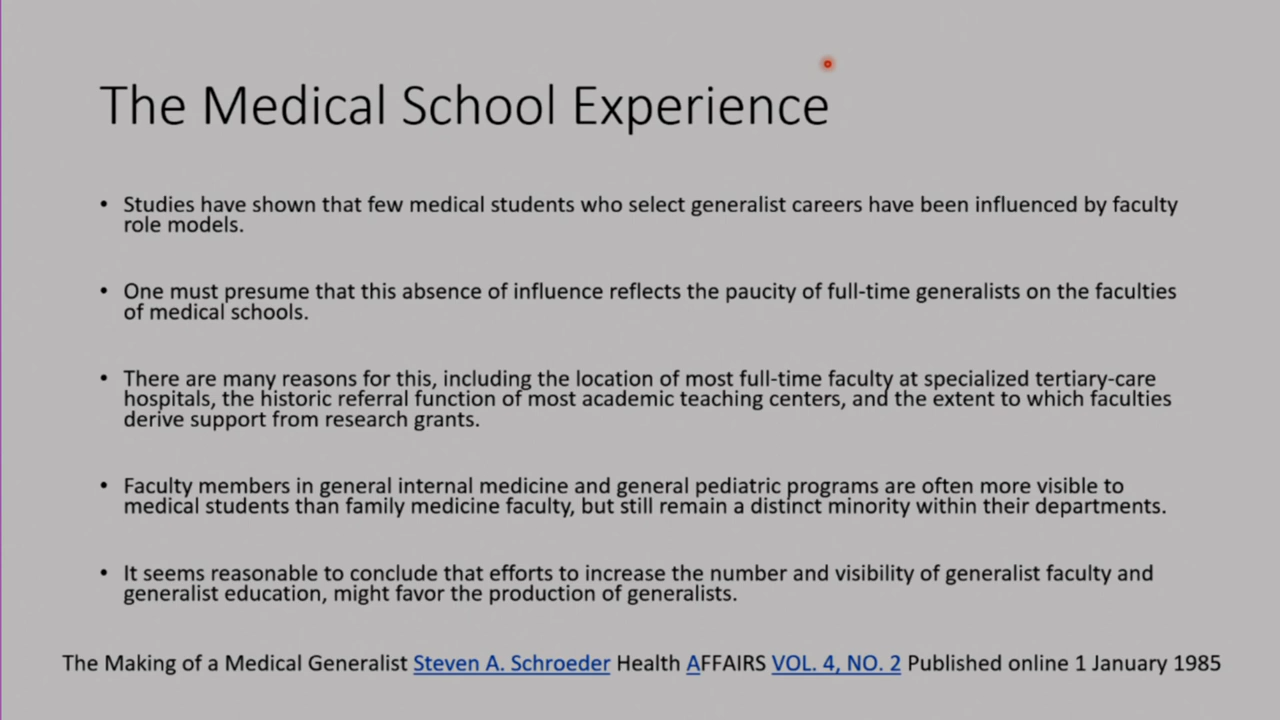 The Medical School Experience
• Studies have shown that few medical students who select generalist careers have been influenced by faculty
role models.
• One must presume that this absence of influence reflects the paucity of full-time generalists on the faculties
of medical schools.
• There are many reasons for this, including the location of most full-time faculty at specialized tertiary-care
hospitals, the historic referral function of most academic teaching centers, and the extent to which faculties
derive support from research grants.
• Faculty members in general internal medicine and general pediatric programs are often more visible to
medical students than family medicine faculty, but still remain a distinct minority within their departments.
• It seems reasonable to conclude that efforts to increase the number and visibility of generalist faculty and
generalist education, might favor the production of generalists.
The Making of a Medical Generalist Steven A. Schroeder Health AFFAIRS VOL. 4, NO. 2 Published online 1 January 1985